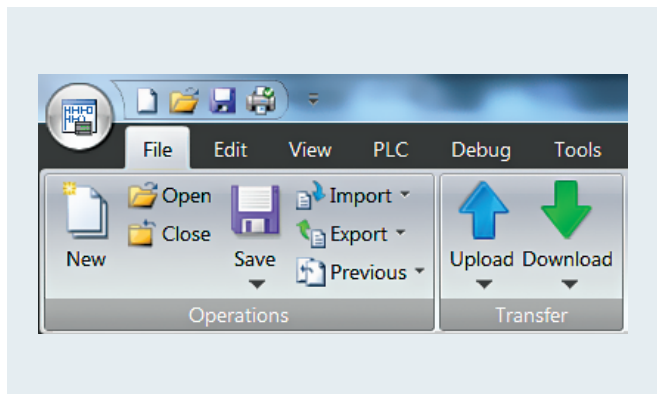 File Edit View PLC Debug Tools
New Open Close Save Import Export Previous Upload Download
Operations Transfer